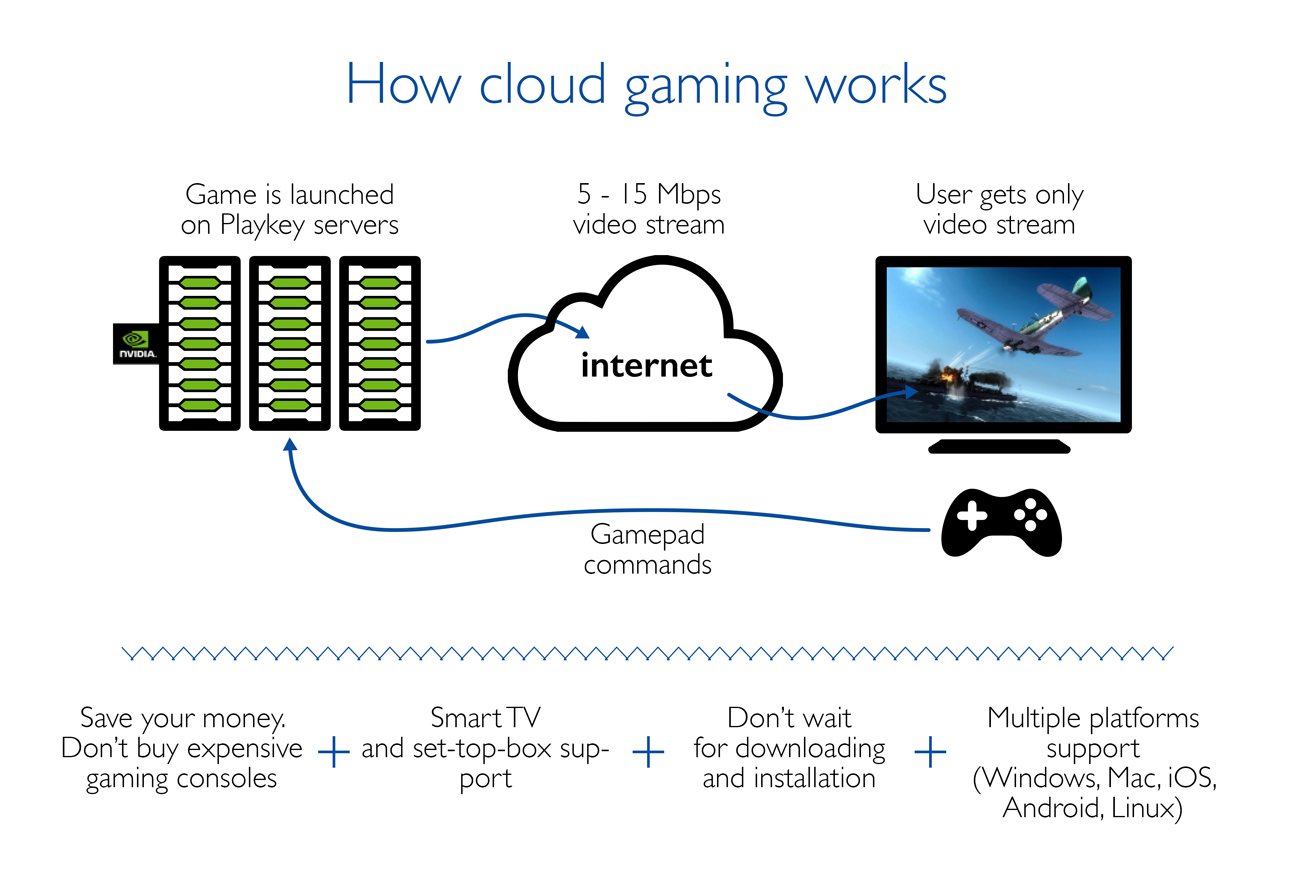 How cloud gaming works
Game is launched
on Playkey servers
5 - 15 Mbps
video stream
User gets only
video stream
NVIDIA.
internet
Gamepad
commands
Save your money.
Don't buy expensive
gaming consoles
+
Smart TV
and set-top-box sup-
port
+
Don't wait
for downloading
and installation
+
Multiple platforms
support
(Windows, Mac, iOS,
Android, Linux)